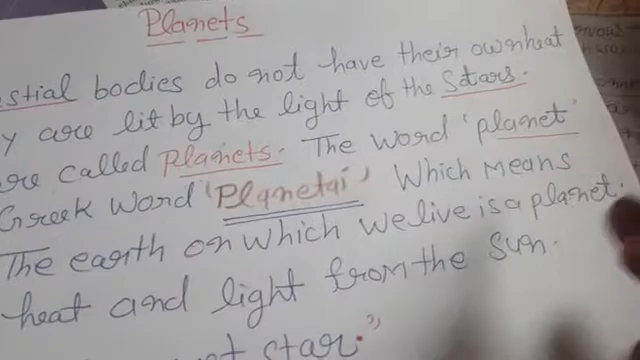 Planets
stial bodies do not have their own heat
y are lit by the light of the stars.
are called Planets. The word 'planet'
Greek word 'Planetai' Which means
The earth on which we live is a planet.
heat and light from the sun.
star."